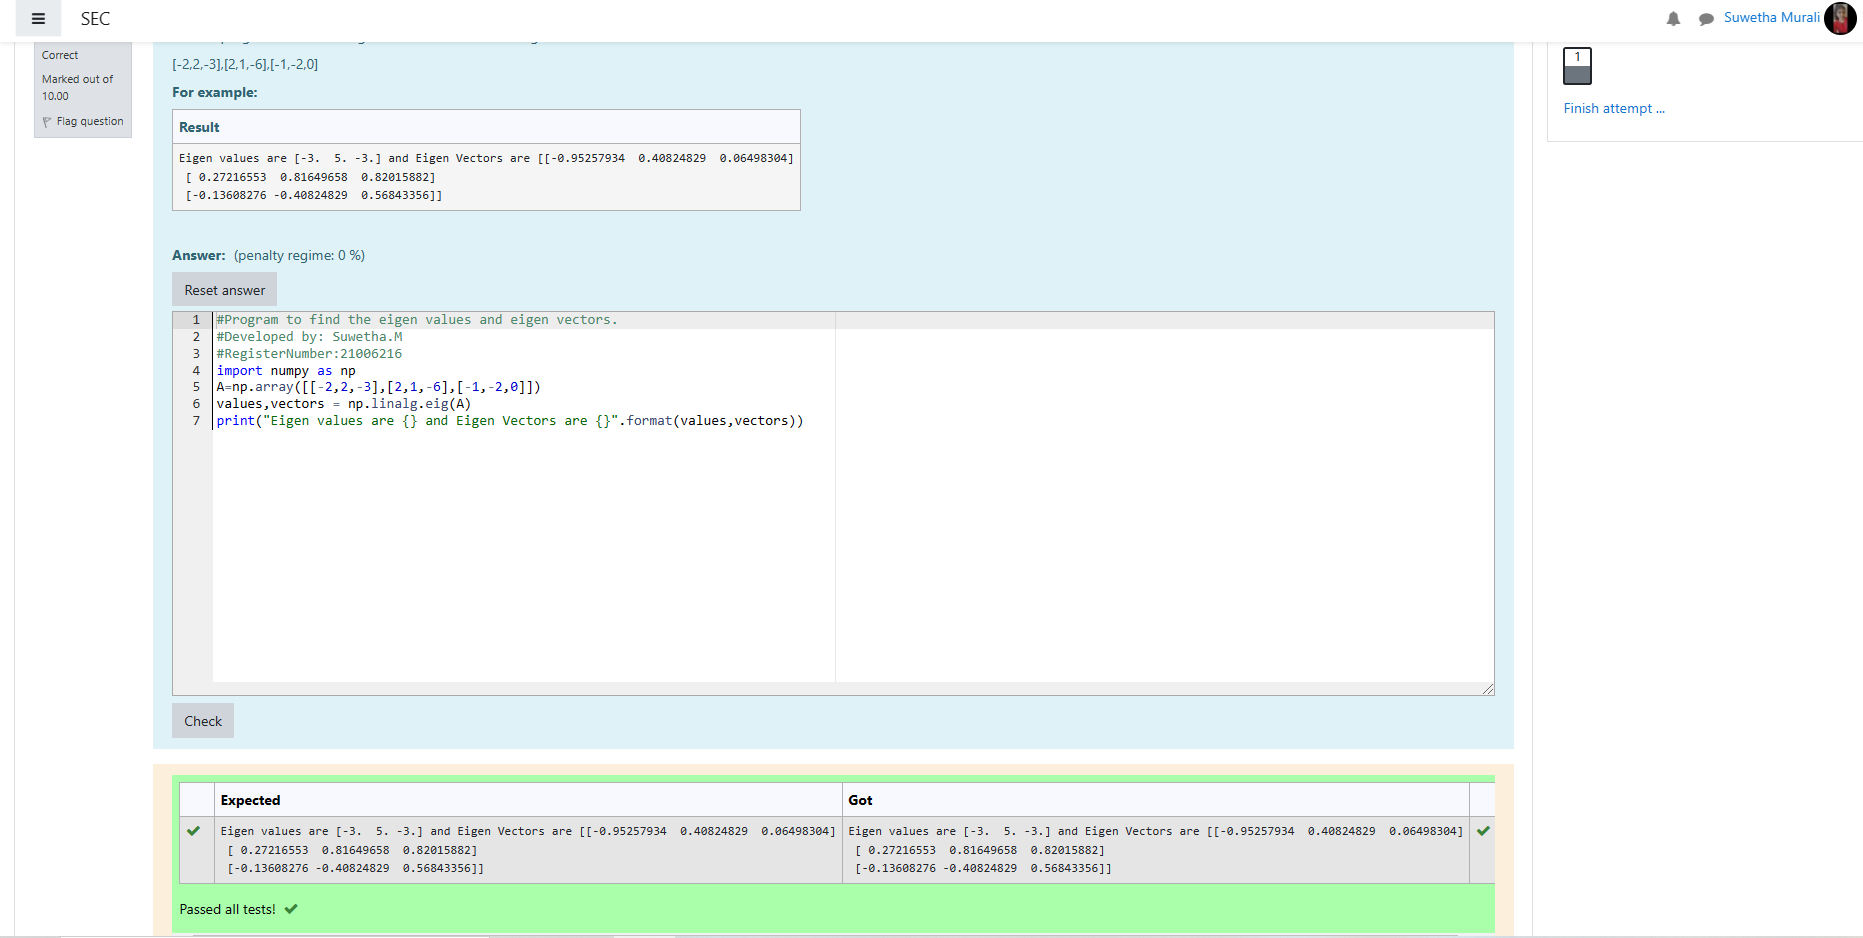 SEC
Suwetha Murali
Correct
Marked out of
10.00
Flag question
[-2,2,-3],[2,1,-6],[-1,-2,0]
For example:
Result
Eigen values are [-3.  5. -3.] and Eigen Vectors are [[-0.95257934  0.40824829  0.06498304]
[ 0.27216553  0.81649658  0.82015882]
[-0.13608276 -0.40824829  0.56843356]]
Answer: (penalty regime: 0 %)
Reset answer
1 #Program to find the eigen values and eigen vectors.
2 #Developed by: Suwetha.M
3 #RegisterNumber:21006216
4 import numpy as np
5 A=np.array([[-2,2,-3],[2,1,-6],[-1,-2,0]])
6 values,vectors = np.linalg.eig(A)
7 print("Eigen values are {} and Eigen Vectors are {}".format(values,vectors))
Check
Expected
Eigen values are [-3.  5. -3.] and Eigen Vectors are [[-0.95257934  0.40824829  0.06498304]
[ 0.27216553  0.81649658  0.82015882]
[-0.13608276 -0.40824829  0.56843356]]
Got
Eigen values are [-3.  5. -3.] and Eigen Vectors are [[-0.95257934  0.40824829  0.06498304]
[ 0.27216553  0.81649658  0.82015882]
[-0.13608276 -0.40824829  0.56843356]]
Passed all tests!
1
Finish attempt ...